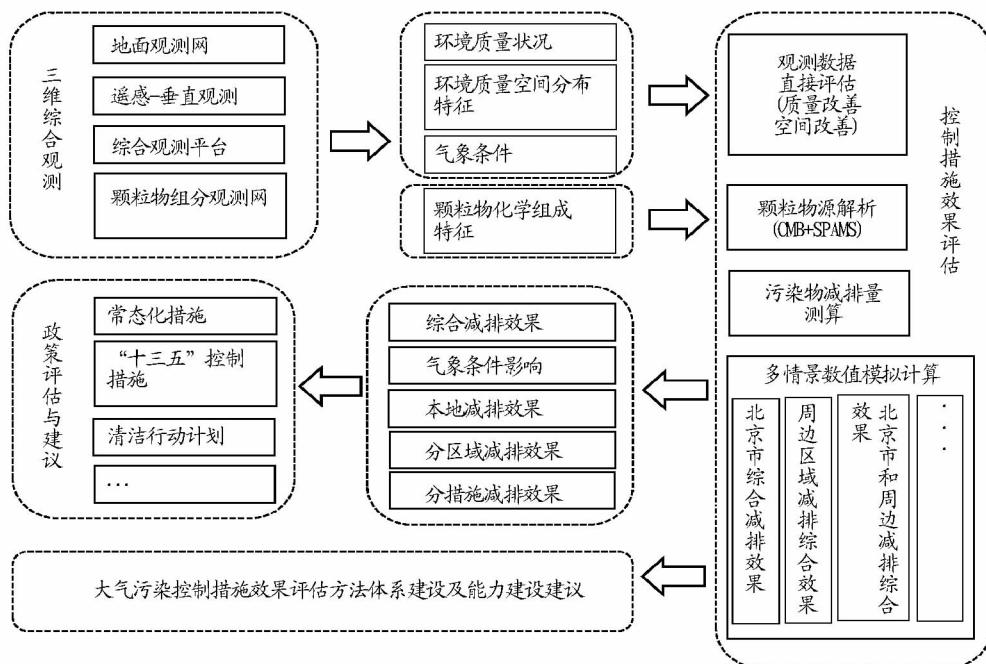 三维综合观测
地面观测网
遥感-垂直观测
综合观测平台
颗粒物组分观测网
环境质量状况
环境质量空间分布
特征
气象条件
颗粒物化学组成
特征
控制措施效果评估
观测数据
直接评估
(质量改善
空间改善)
颗粒物源解析
(CMB+SPAMS)
污染物减排量
测算
多情景数值模拟计算
北京市综合减排效果
周边区域减排综合效果
北京市和周边减排综合
效果
···
综合减排效果
气象条件影响
本地减排效果
分区域减排效果
分措施减排效果
政策评估与建议
常态化措施
“十三五”控制
措施
清洁行动计划
···
大气污染控制措施效果评估方法体系建设及能力建设建议